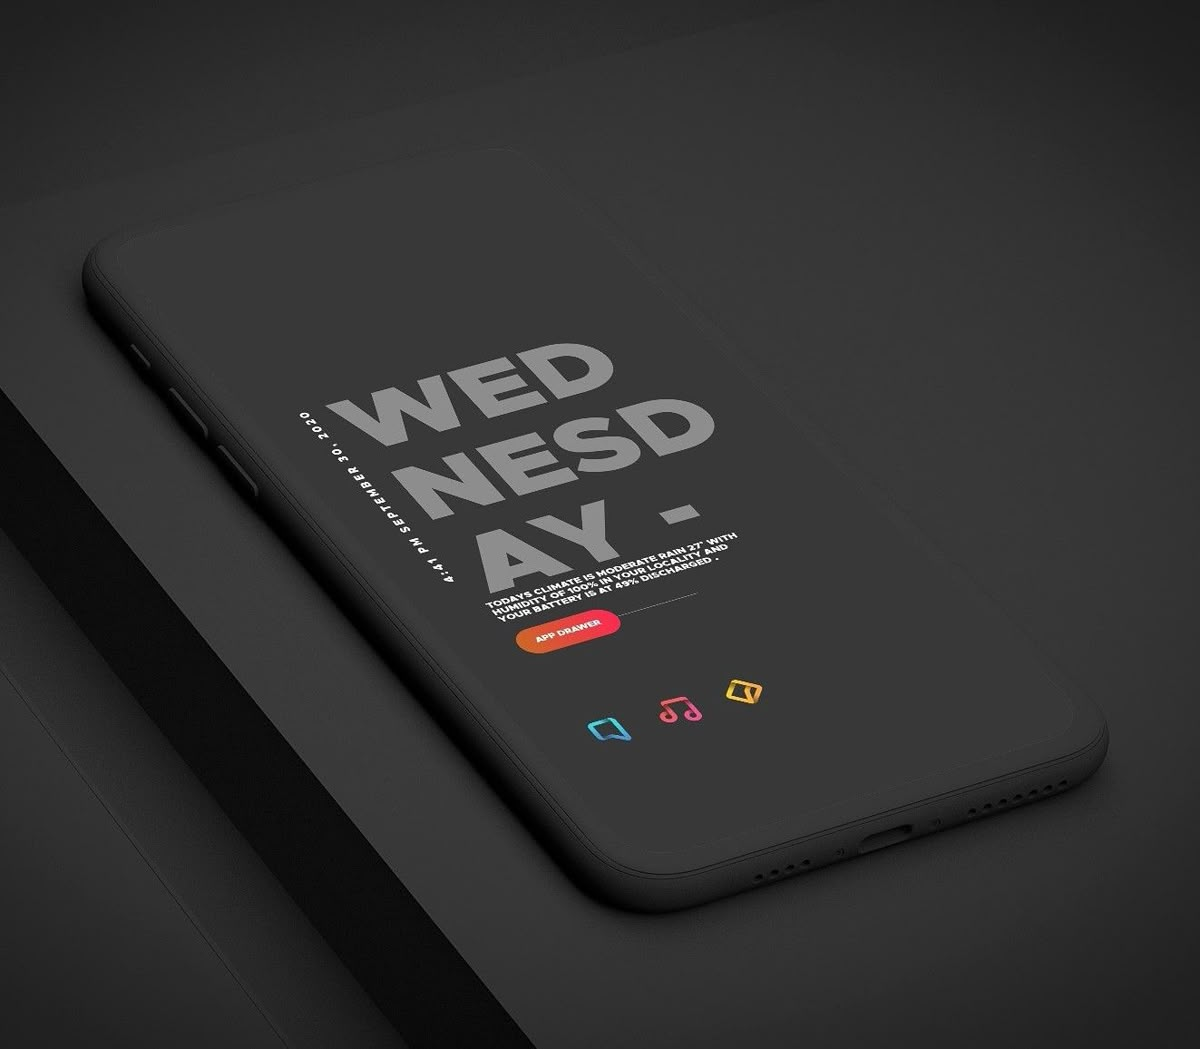 WED
NESD
AY -
4:41 PM SEPTEMBER 30, 2020
TODAYS CLIMATE IS MODERATE RAIN 27° WITH
HUMIDITY OF 100% IN YOUR LOCALITY AND
YOUR BATTERY IS AT 49% DISCHARGED -
APP DRAWER